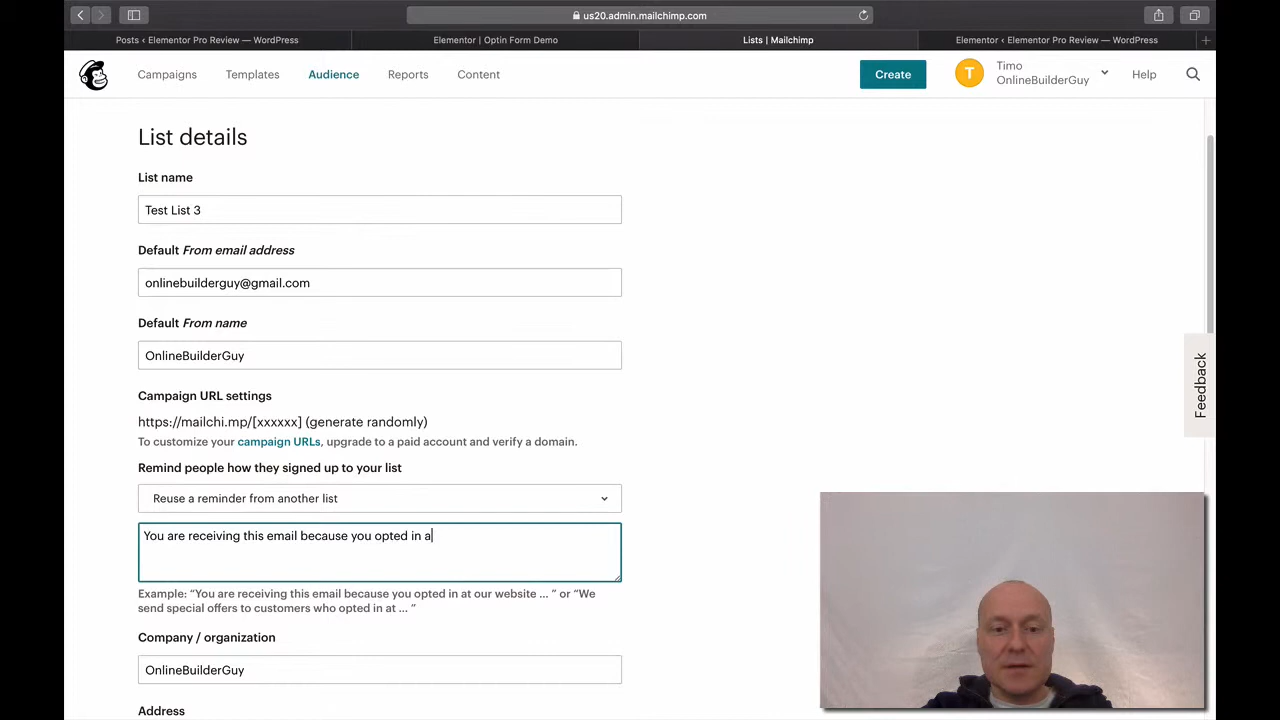 us20.admin.mailchimp.com
Posts ‹ Elementor Pro Review — WordPress
Elementor | Optin Form Demo
Lists | Mailchimp
Elementor ‹ Elementor Pro Review — WordPress
Campaigns
Templates
Audience
Reports
Content
Create
T
Timo
OnlineBuilderGuy
Help
List details
List name
Test List 3
Default From email address
onlinebuilderguy@gmail.com
Default From name
OnlineBuilderGuy
Campaign URL settings
https://mailchi.mp/[xxxxxx] (generate randomly)
To customize your campaign URLs, upgrade to a paid account and verify a domain.
Remind people how they signed up to your list
Reuse a reminder from another list
You are receiving this email because you opted in a
Example: “You are receiving this email because you opted in at our website ... ” or “We
send special offers to customers who opted in at ... ”
Company / organization
OnlineBuilderGuy
Address
Feedback